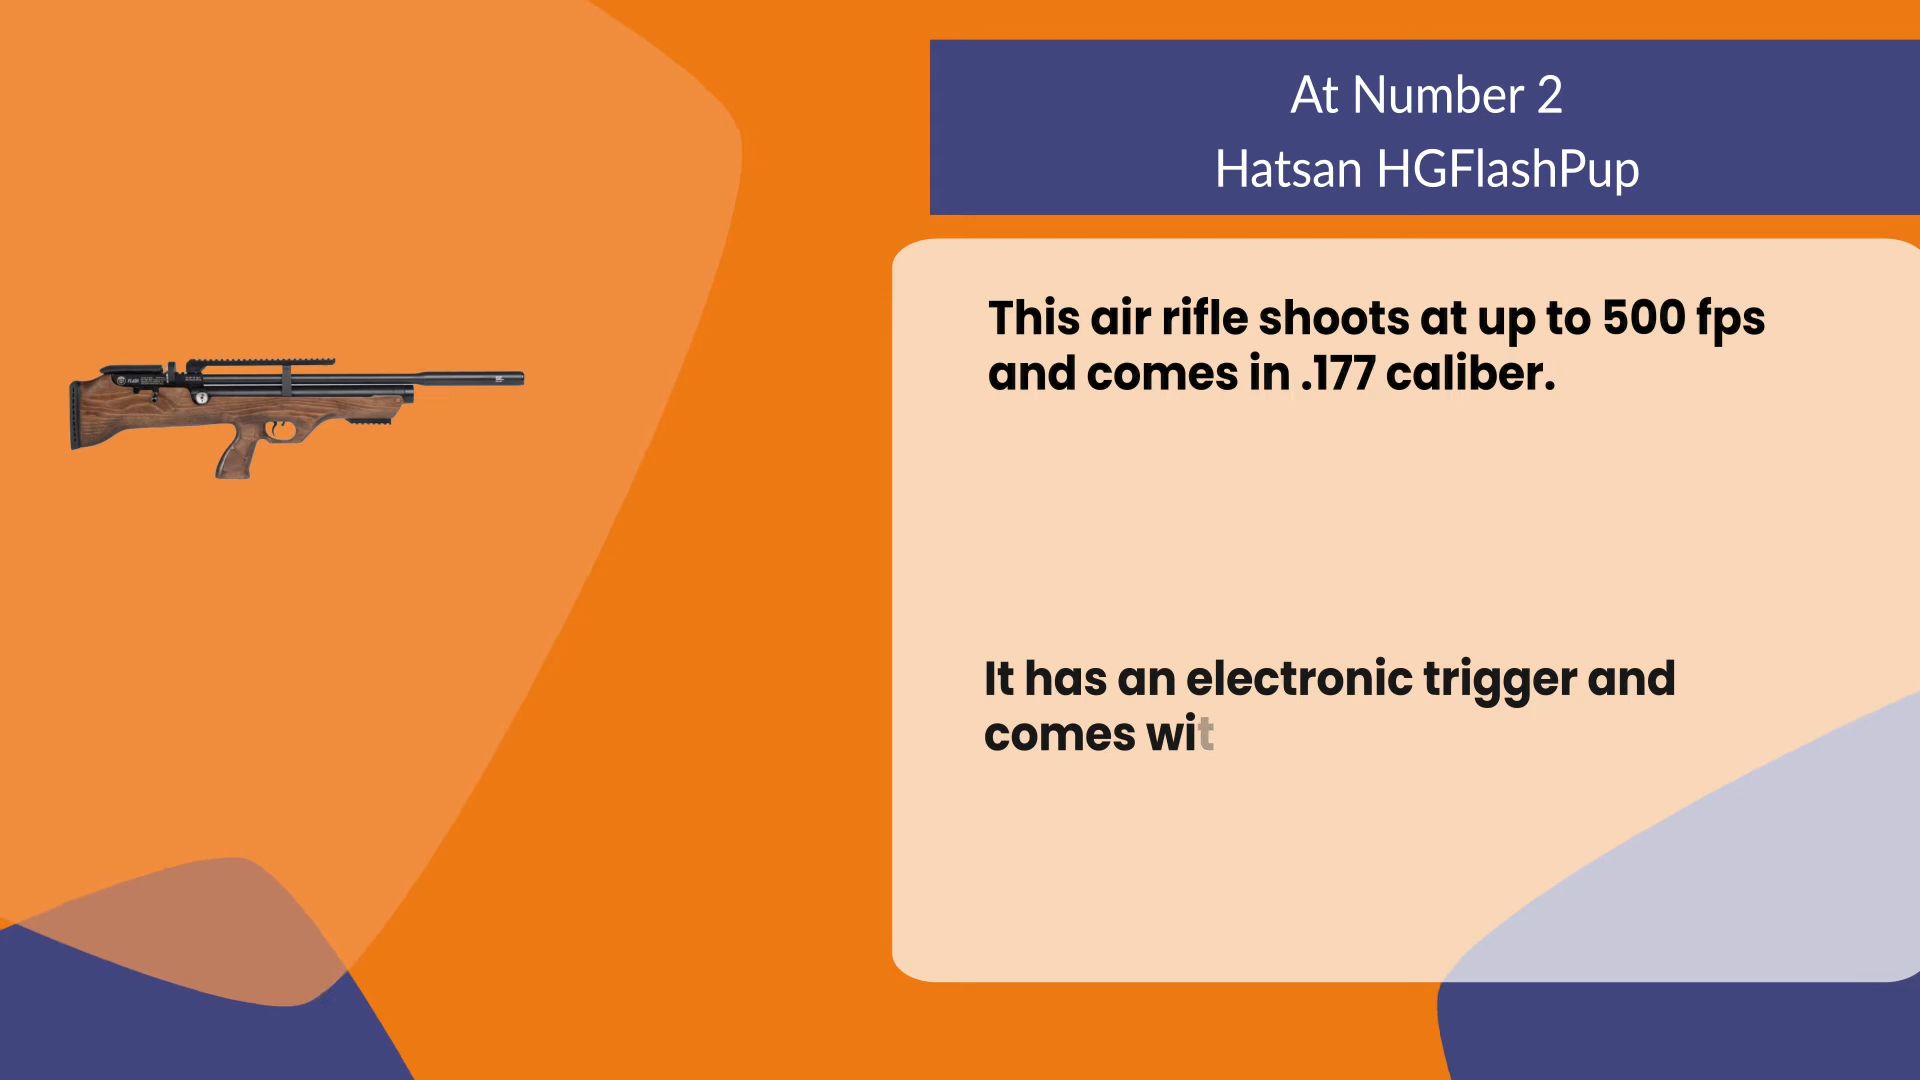 At Number 2
Hatsan HGFlashPup
This air rifle shoots at up to 500 fps
and comes in .177 caliber.
It has an electronic trigger and
comes wit